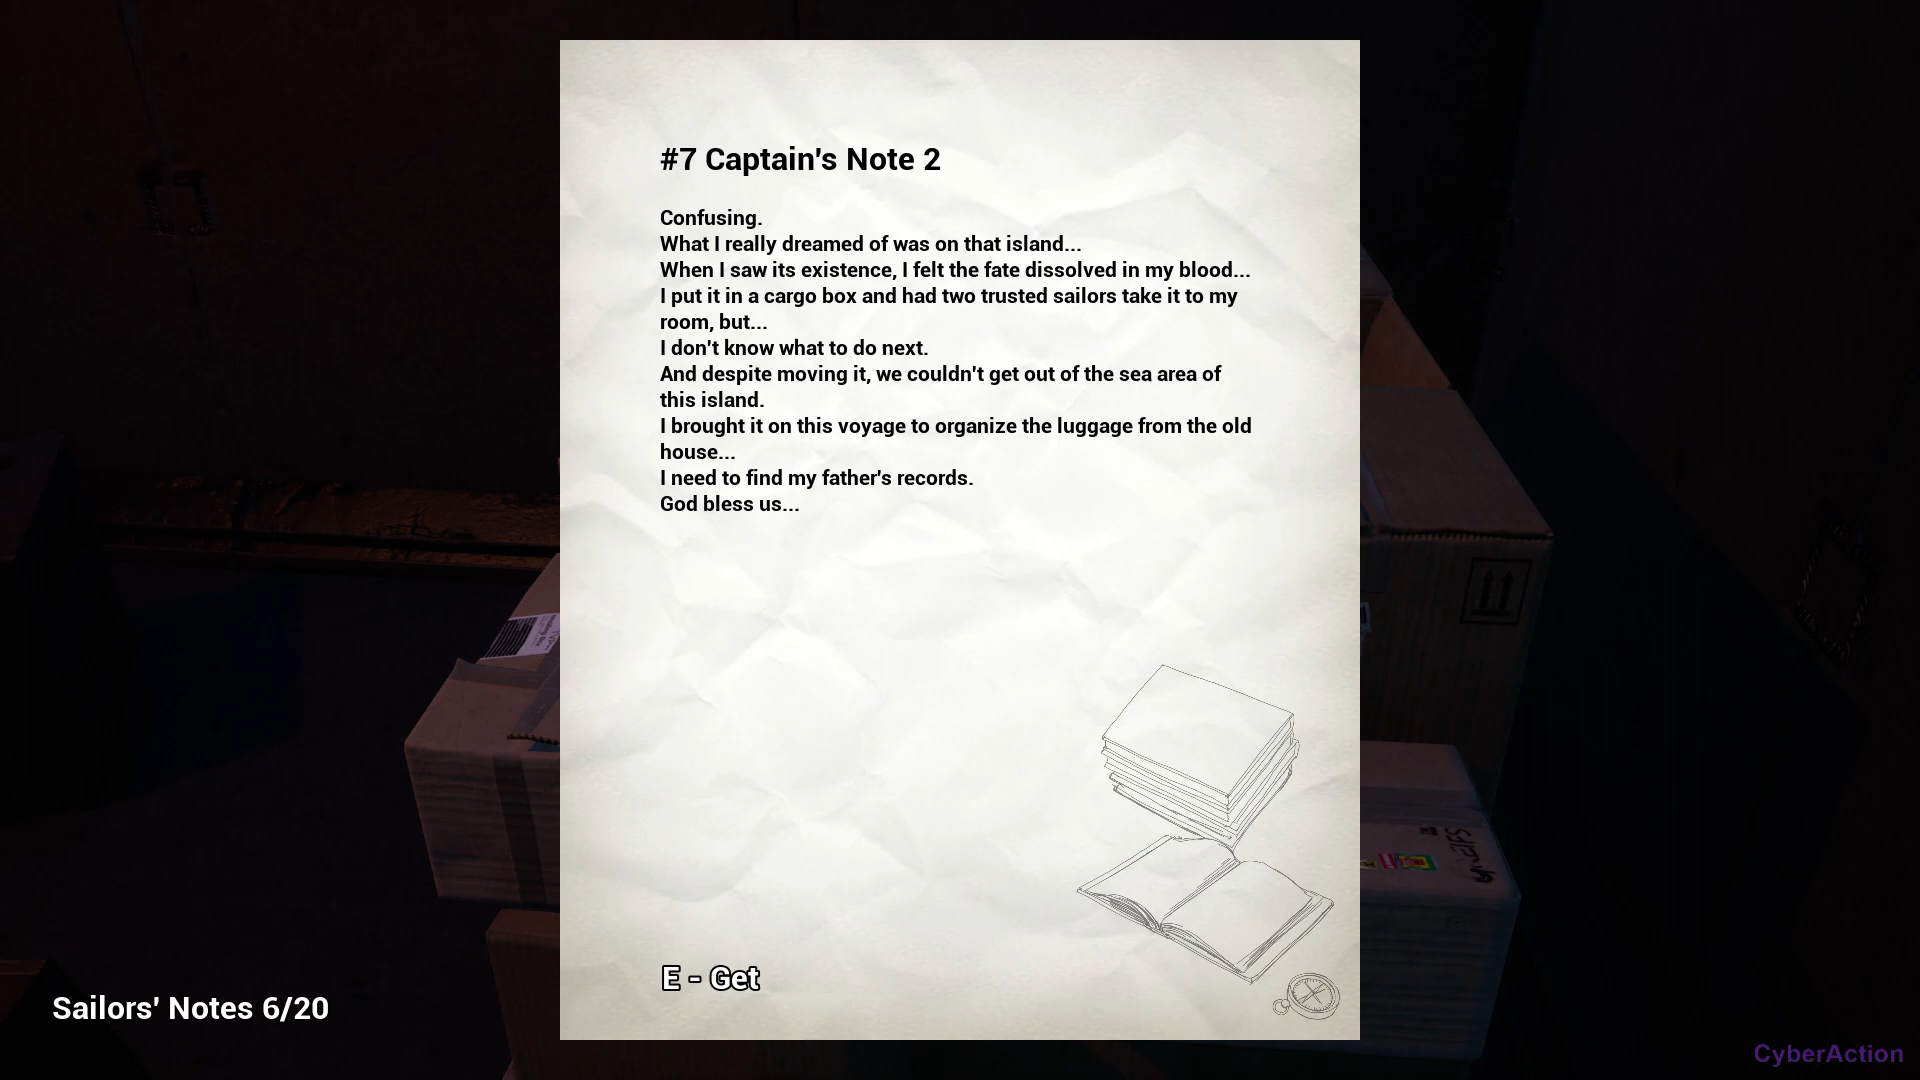 #7 Captain's Note 2
Confusing.
What I really dreamed of was on that island...
When I saw its existence, I felt the fate dissolved in my blood...
I put it in a cargo box and had two trusted sailors take it to my
room, but...
I don't know what to do next.
And despite moving it, we couldn't get out of the sea area of
this island.
I brought it on this voyage to organize the luggage from the old
house...
I need to find my father's records.
God bless us...
E - Get
Sailors' Notes 6/20
CyberAction